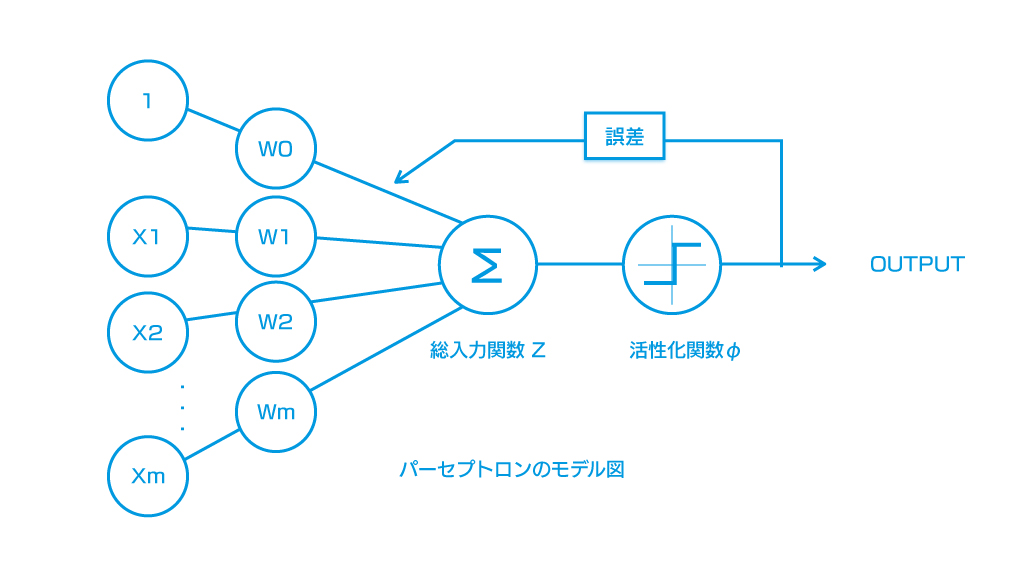 1
W0
誤差
X1
W1
Σ
OUTPUT
X2
W2
総入力関数 Z
活性化関数φ
Wm
Xm
パーセプトロンのモデル図